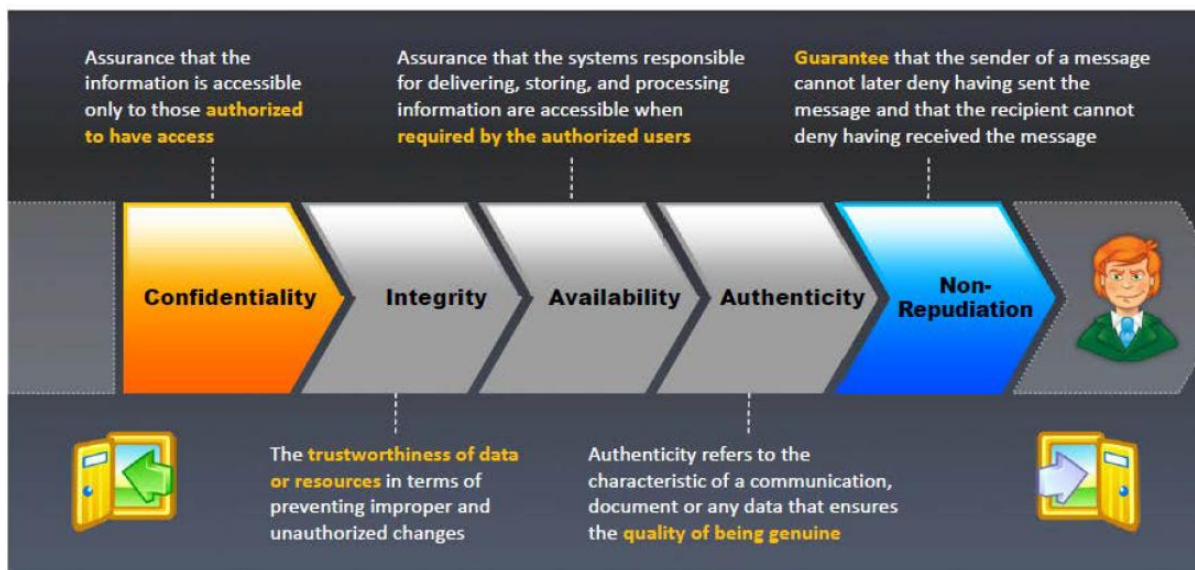 Assurance that the
information is accessible
only to those authorized
to have access
Assurance that the systems responsible
for delivering, storing, and processing
information are accessible when
required by the authorized users
Guarantee that the sender of a message
cannot later deny having sent the
message and that the recipient cannot
deny having received the message
Confidentiality
Integrity
Availability
Authenticity
Non-
Repudiation
The trustworthiness of data
or resources in terms of
preventing improper and
unauthorized changes
Authenticity refers to the
characteristic of a communication,
document or any data that ensures
the quality of being genuine